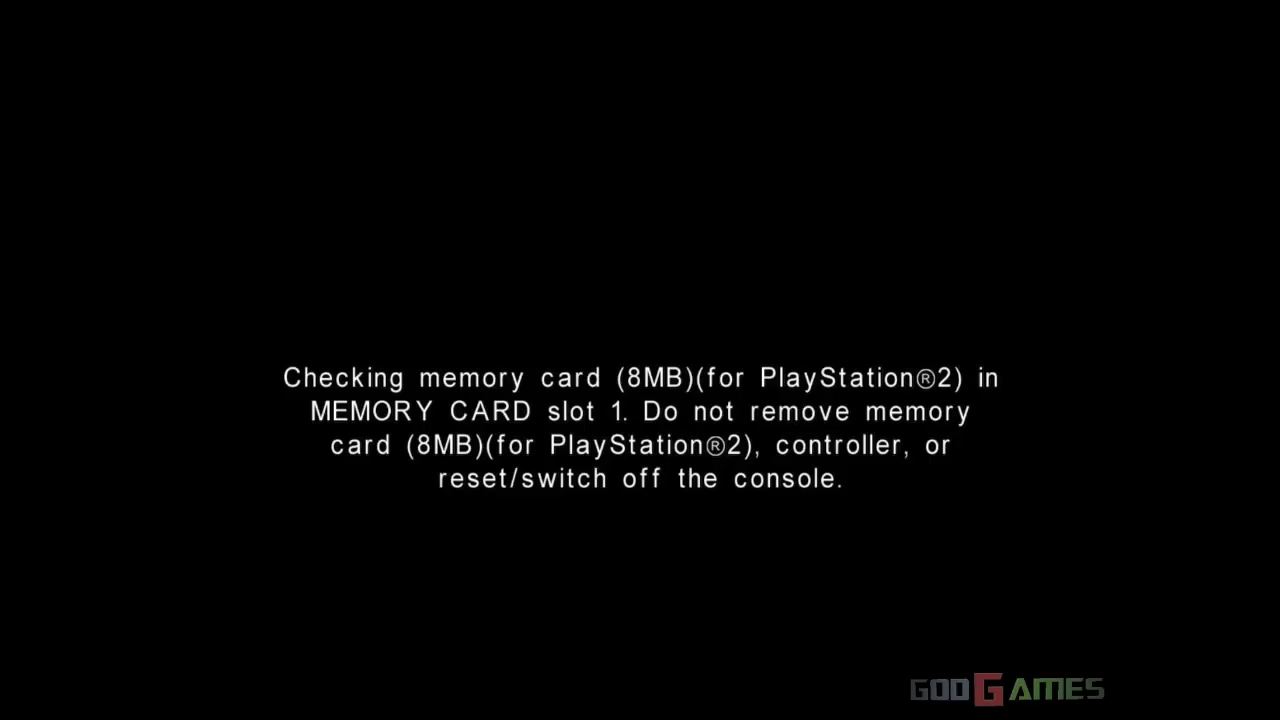 Checking memory card (8MB)(for PlayStation®2) in
MEMORY CARD slot 1. Do not remove memory
card (8MB)(for PlayStation®2), controller, or
reset/switch off the console.
GODGAMES